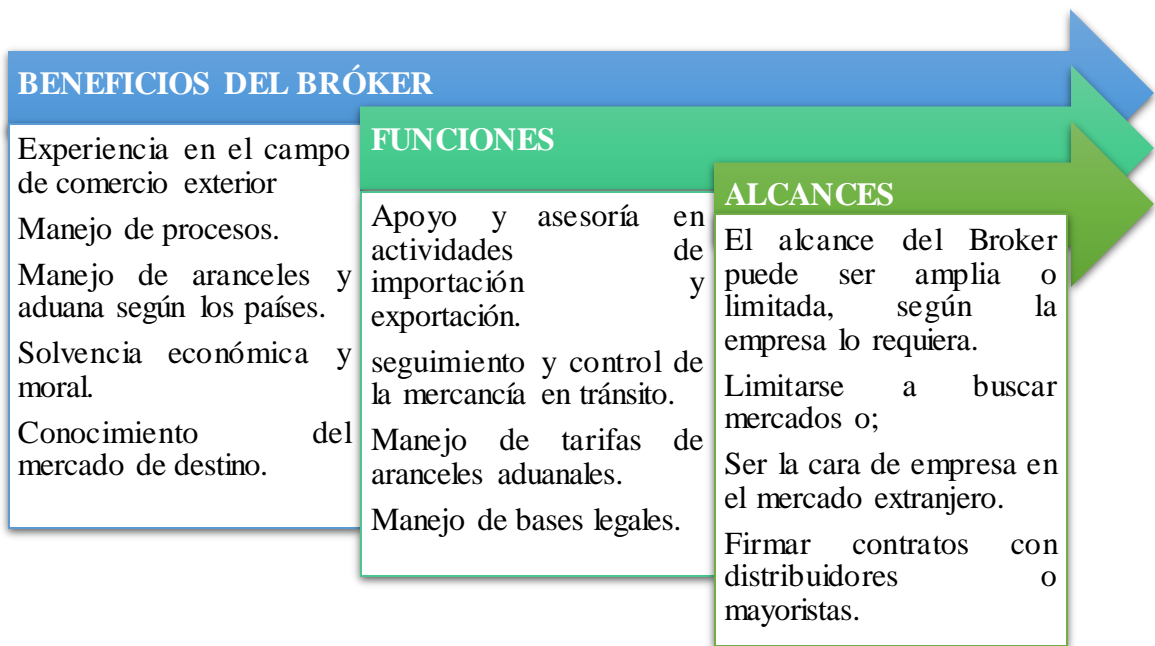 BENEFICIOS DEL BRÓKER
Experiencia en el campo
de comercio exterior
Manejo de procesos.
Manejo de aranceles y
aduana según los países.
Solvencia económica y
moral.
Conocimiento del
mercado de destino.
FUNCIONES
Apoyo y asesoría en
actividades de
importación y
exportación.
seguimiento y control de
la mercancía en tránsito.
Manejo de tarifas de
aranceles aduanales.
Manejo de bases legales.
ALCANCES
El alcance del Broker
puede ser amplia o
limitada, según la
empresa lo requiera.
Limitarse a buscar
mercados o;
Ser la cara de empresa en
el mercado extranjero.
Firmar contratos con
distribuidores o
mayoristas.